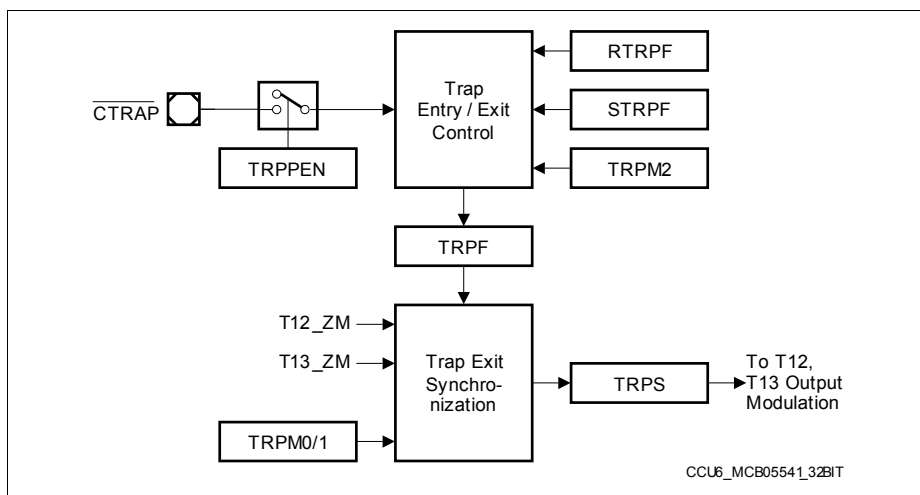 CTRAP
TRPPEN
Trap
Entry / Exit
Control
RTRPF
STRPF
TRPM2
TRPF
T12_ZM
T13_ZM
TRPM0/1
Trap Exit
Synchro-
nization
TRPS
To T12,
T13 Output
Modulation
CCU6_MCB05541_32BIT